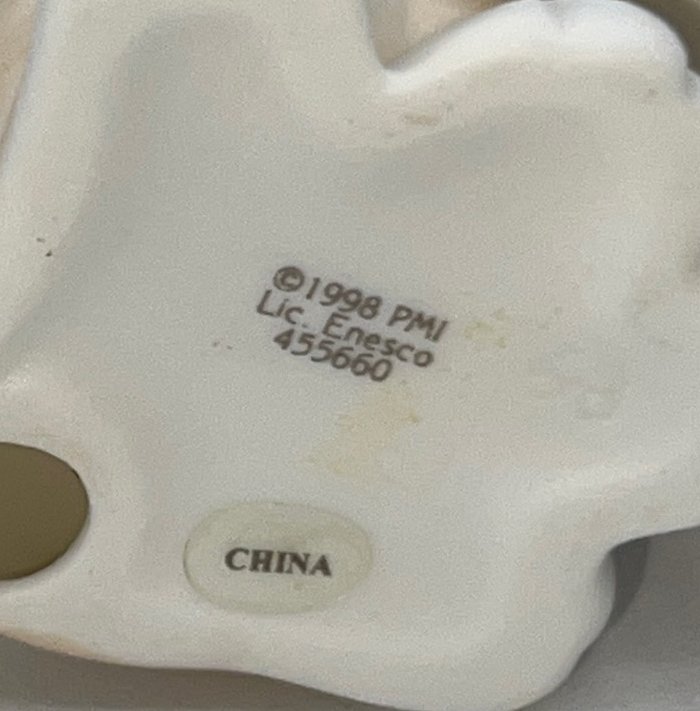 ©1998 PMI
Lic. Enesco
455660
CHINA